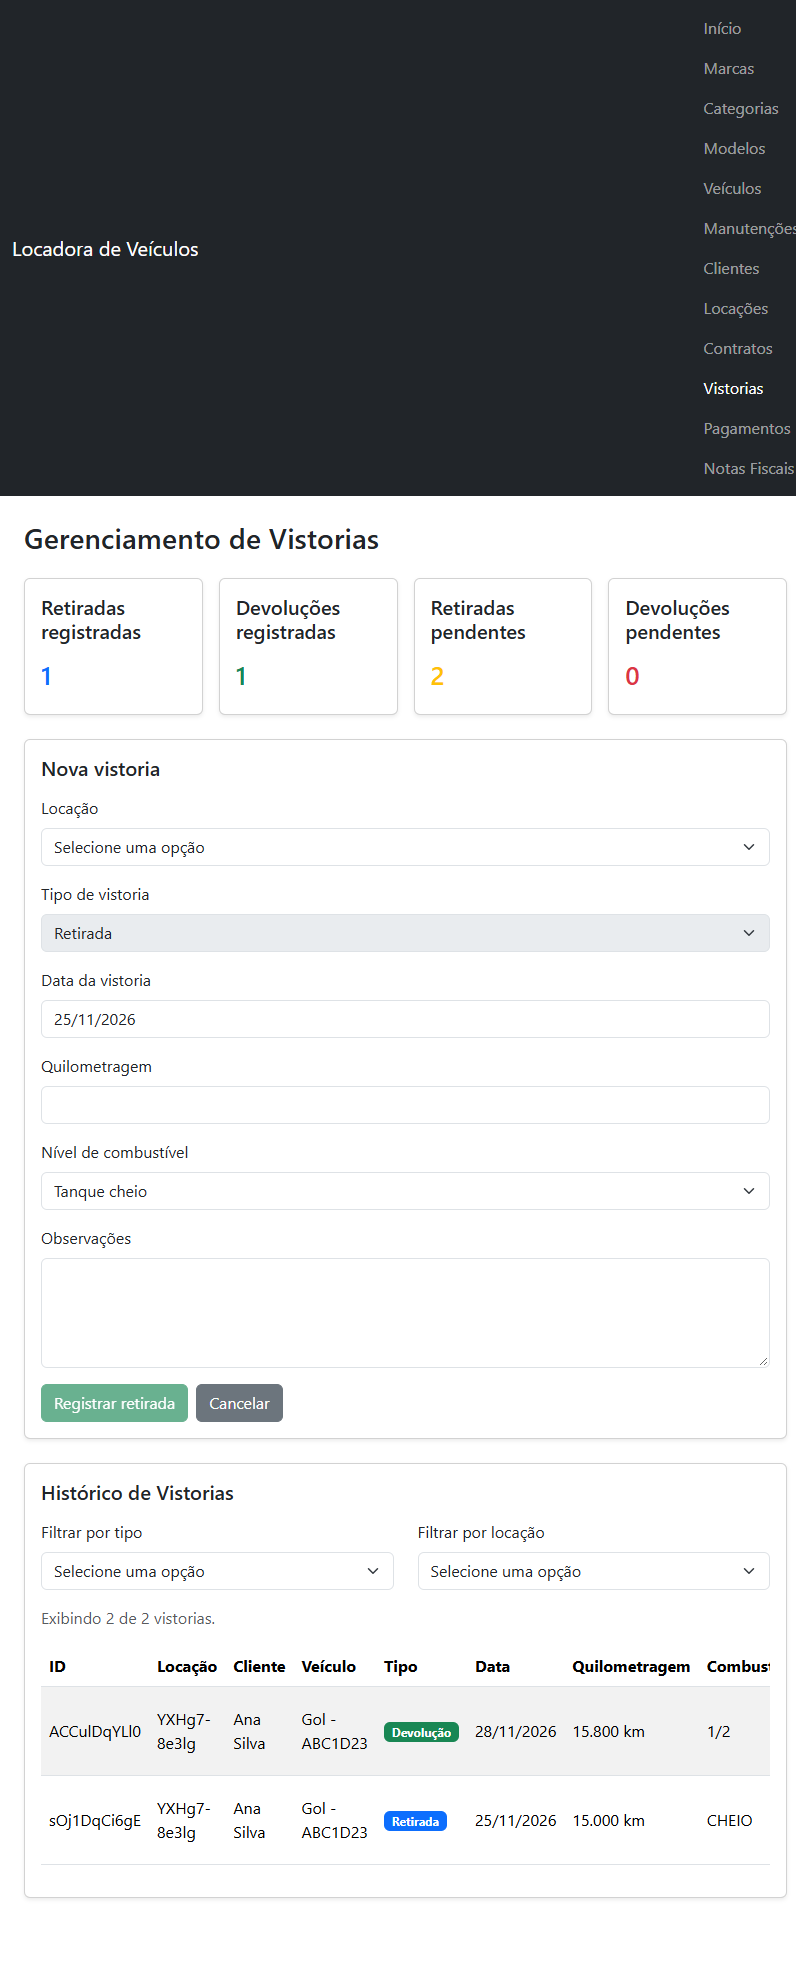 Início
Marcas
Categorias
Modelos
Veículos
Manutenções
Locadora de Veículos
Clientes
Locações
Contratos
Vistorias
Pagamentos
Notas Fiscais
Gerenciamento de Vistorias
Retiradas registradas
1
Devoluções registradas
1
Retiradas pendentes
2
Devoluções pendentes
0
Nova vistoria
Locação
Selecione uma opção
Tipo de vistoria
Retirada
Data da vistoria
25/11/2026
Quilometragem
Nível de combustível
Tanque cheio
Observações
Registrar retirada Cancelar
Histórico de Vistorias
Filtrar por tipo Filtrar por locação
Selecione uma opção Selecione uma opção
Exibindo 2 de 2 vistorias.
ID Locação Cliente Veículo Tipo Data Quilometragem Combust
ACCulDqYLl0 YXHg7-8e3lg Ana Silva Gol - ABC1D23 Devolução 28/11/2026 15.800 km 1/2
sOj1DqCi6gE YXHg7-8e3lg Ana Silva Gol - ABC1D23 Retirada 25/11/2026 15.000 km CHEIO